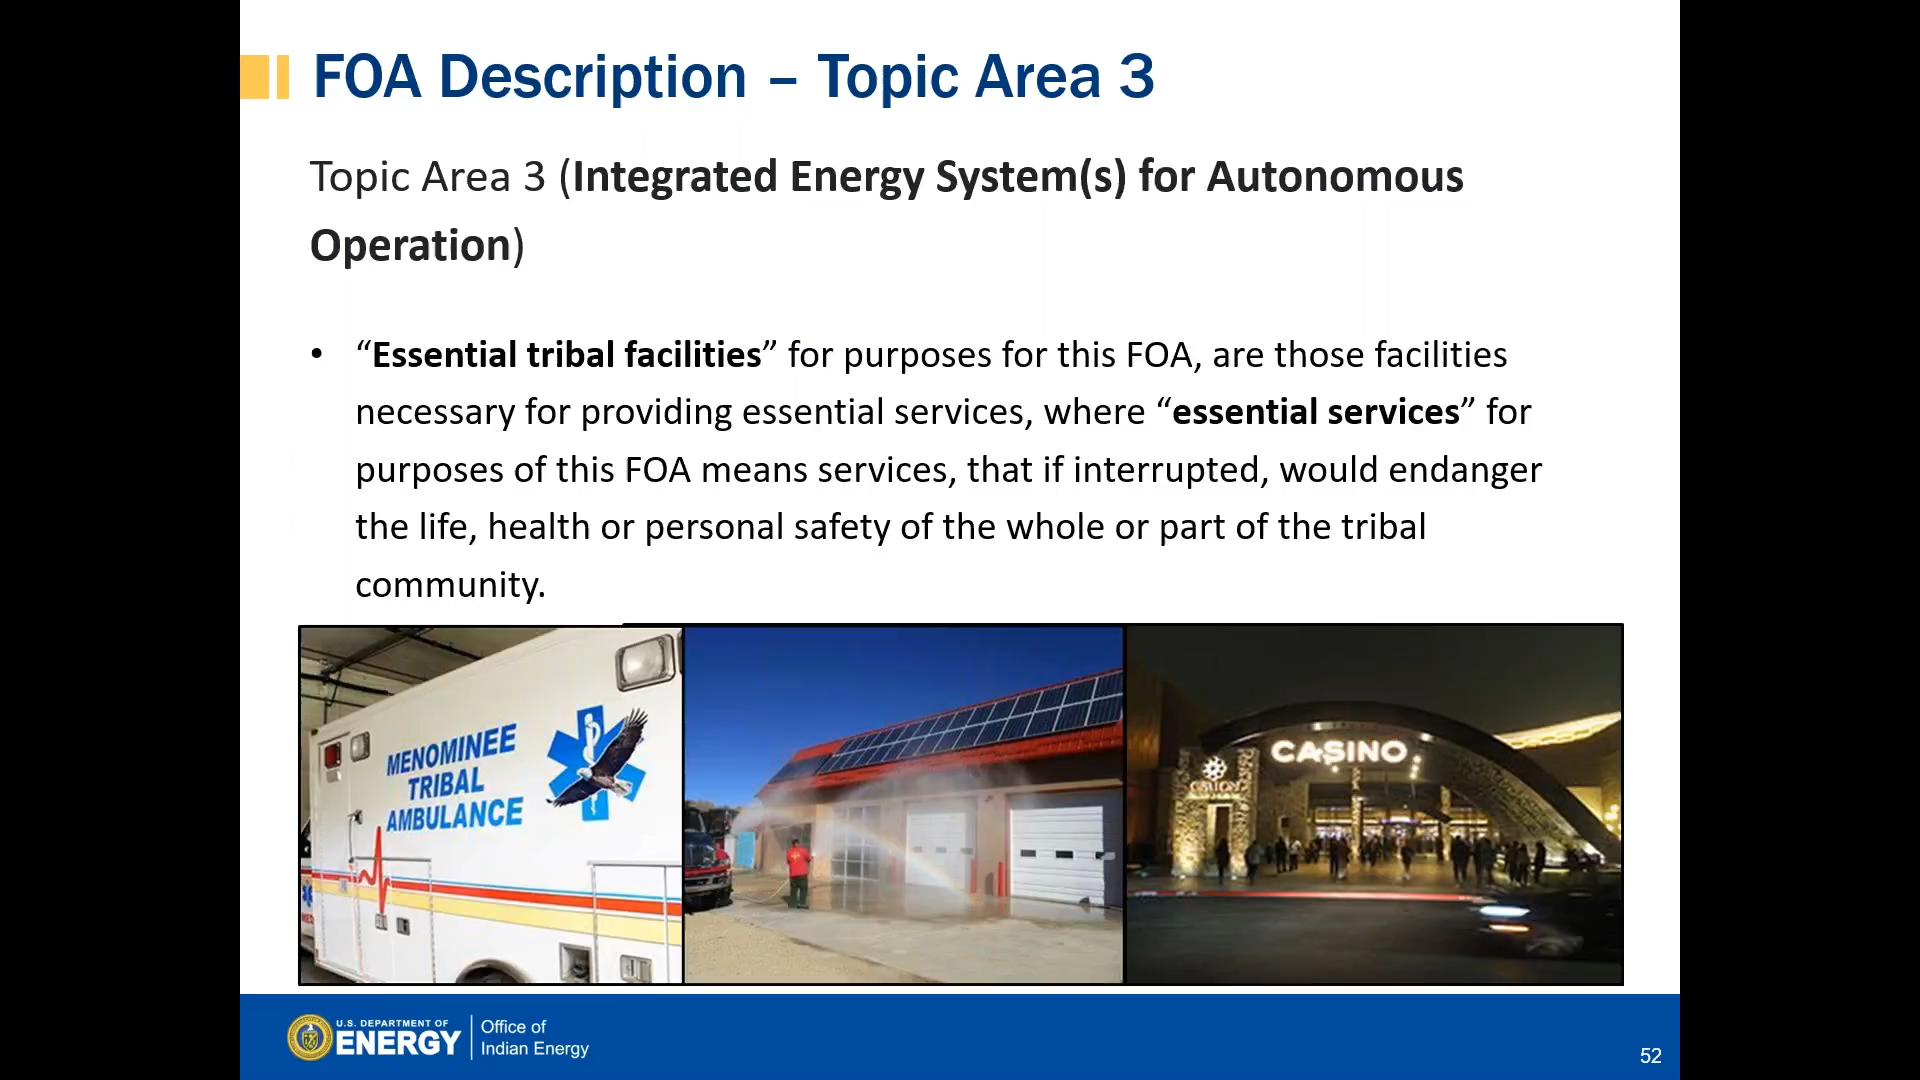 FOA Description – Topic Area 3
Topic Area 3 (Integrated Energy System(s) for Autonomous
Operation)
• “Essential tribal facilities” for purposes for this FOA, are those facilities
necessary for providing essential services, where “essential services” for
purposes of this FOA means services, that if interrupted, would endanger
the life, health or personal safety of the whole or part of the tribal
community.
MENOMINEE
TRIBAL
AMBULANCE
CASINO
U.S. DEPARTMENT OF
ENERGY
Office of
Indian Energy
52